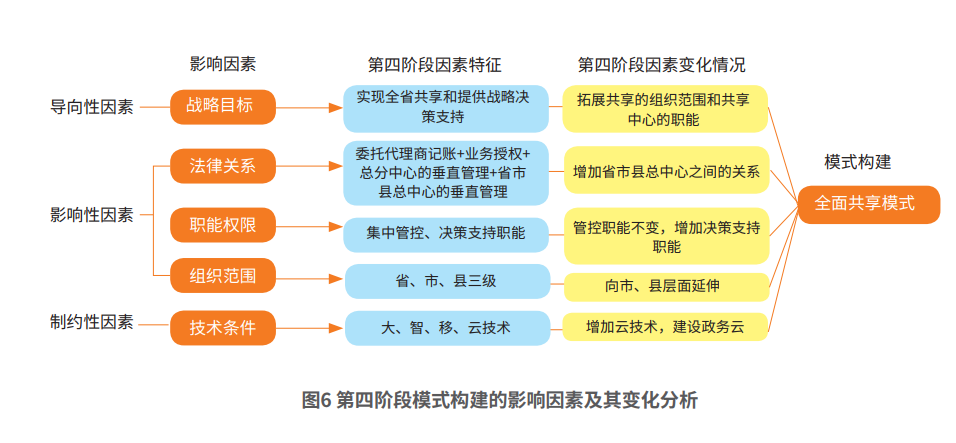 影响因素
第四阶段因素特征
第四阶段因素变化情况
导向性因素
战略目标
实现全省共享和提供战略决
策支持
拓展共享的组织范围和共享
中心的职能
法律关系
委托代理商记账+业务授权+
总分中心的垂直管理+省市
县总中心的垂直管理
增加省市县总中心之间的关系
模式构建
全面共享模式
影响性因素
职能权限
集中管控、决策支持职能
管控职能不变，增加决策支持
职能
组织范围
省、市、县三级
向市、县层面延伸
制约性因素
技术条件
大、智、移、云技术
增加云技术，建设政务云
图6 第四阶段模式构建的影响因素及其变化分析